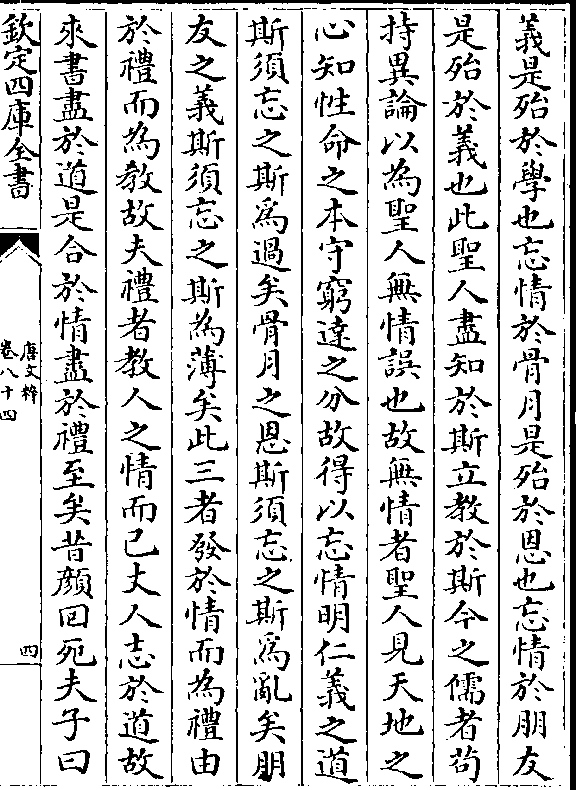 義是殆於學也忘情於骨月是殆於恩也忘情於朋友
是殆於義也此聖人盡知於斯立教於斯今之儒者茍
持異論以為聖人無情誤也故無情者聖人見天地之
心知性命之本守窮達之分故得以忘情明仁義之道
斯須忘之斯爲過矣骨月之恩斯須忘之斯爲亂矣朋
友之義斯須忘之斯為薄矣此三者發於情而為禮由
於禮而為教故夫禮者教人之情而已丈人志於道故
來書盡於道是合於情盡於禮至矣昔顔回死夫子曰
欽定四庫全書
唐文粹
卷八十四
四